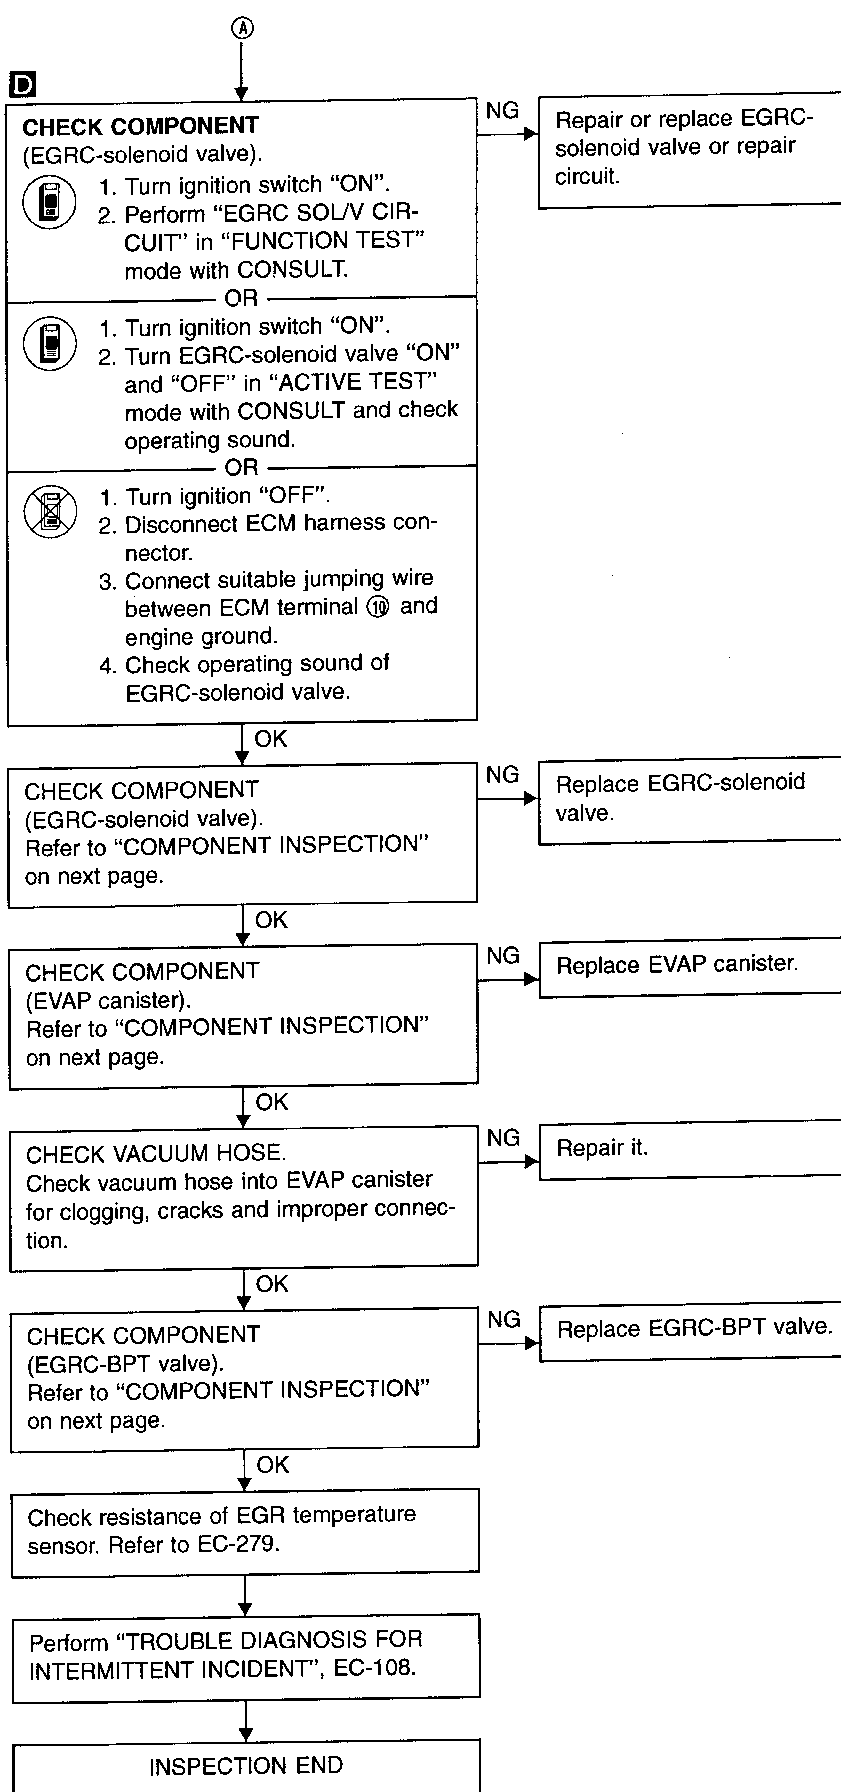 A
D
CHECK COMPONENT
(EGRC-solenoid valve).
1. Turn ignition switch “ON”.
2. Perform “EGRC SOL/V CIR-
CUIT” in “FUNCTION TEST”
mode with CONSULT.
OR
1. Turn ignition switch “ON”.
2. Turn EGRC-solenoid valve “ON”
and “OFF” in “ACTIVE TEST”
mode with CONSULT and check
operating sound.
OR
1. Turn ignition “OFF”.
2. Disconnect ECM harness con-
nector.
3. Connect suitable jumping wire
between ECM terminal 10 and
engine ground.
4. Check operating sound of
EGRC-solenoid valve.
NG
Repair or replace EGRC-
solenoid valve or repair
circuit.
OK
CHECK COMPONENT
(EGRC-solenoid valve).
Refer to “COMPONENT INSPECTION”
on next page.
NG
Replace EGRC-solenoid
valve.
OK
CHECK COMPONENT
(EVAP canister).
Refer to “COMPONENT INSPECTION”
on next page.
NG
Replace EVAP canister.
OK
CHECK VACUUM HOSE.
Check vacuum hose into EVAP canister
for clogging, cracks and improper connec-
tion.
NG
Repair it.
OK
CHECK COMPONENT
(EGRC-BPT valve).
Refer to “COMPONENT INSPECTION”
on next page.
NG
Replace EGRC-BPT valve.
OK
Check resistance of EGR temperature
sensor. Refer to EC-279.
Perform “TROUBLE DIAGNOSIS FOR
INTERMITTENT INCIDENT”, EC-108.
INSPECTION END